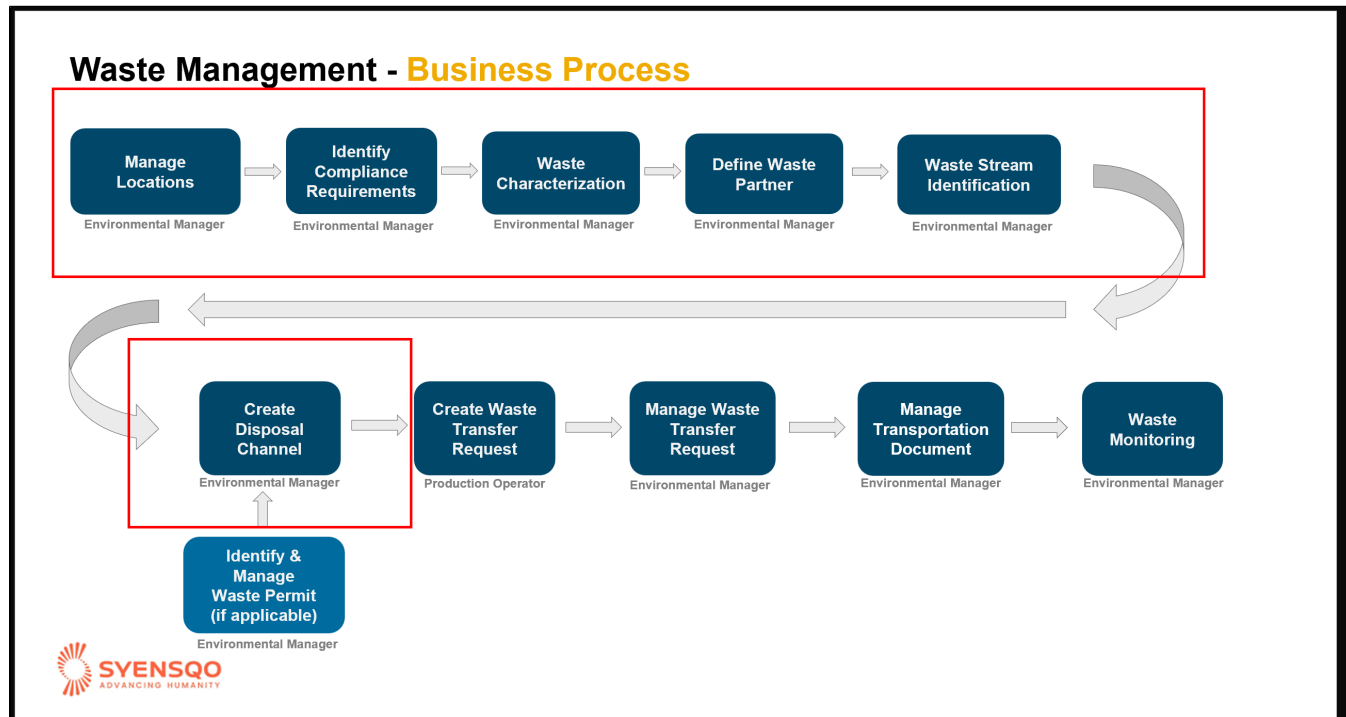 Waste Management - Business Process
Manage
Locations
Environmental Manager
Identify
Compliance
Requirements
Environmental Manager
Waste
Characterization
Environmental Manager
Define Waste
Partner
Environmental Manager
Waste Stream
Identification
Environmental Manager
Create
Disposal
Channel
Environmental Manager
Create Waste
Transfer
Request
Production Operator
Manage Waste
Transfer
Request
Environmental Manager
Manage
Transportation
Document
Environmental Manager
Waste
Monitoring
Environmental Manager
Identify &
Manage
Waste Permit
(if applicable)
Environmental Manager
SYENSQO
ADVANCING HUMANITY